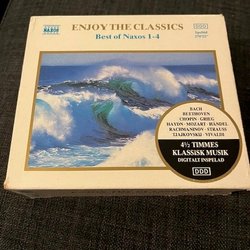 NAXOS
ENJOY THE CLASSICS
Best of Naxos 1-4
DDD
BACH
BEETHOVEN
CHOPIN · GRIEG
HAYDN · MOZART · HÄNDEL
RACHMANINOV · STRAUSS
TJAJKOVSKIJ · VIVALDI
4½ TIMMES
KLASSISK MUSIK
DIGITALT INSPELAD
DDD